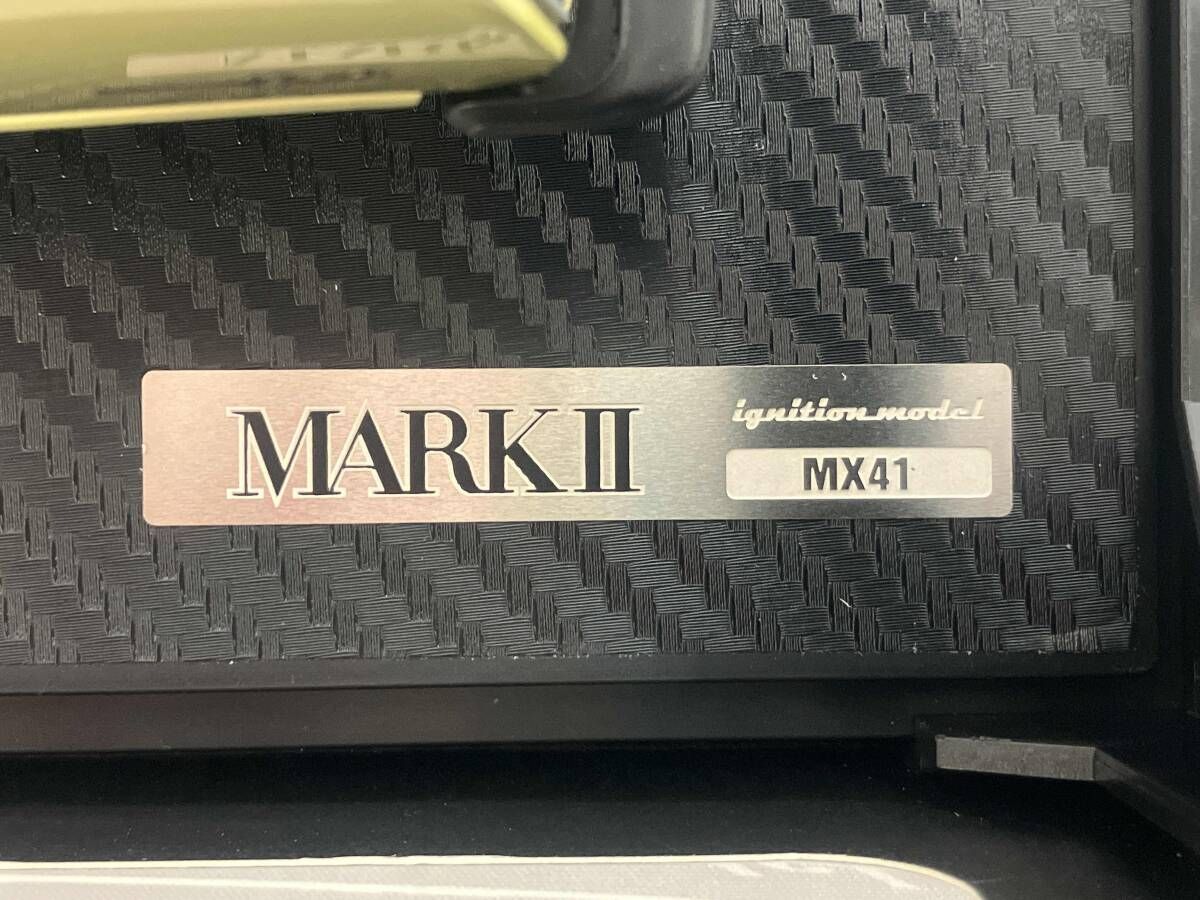 MARK II
ignition model
MX41